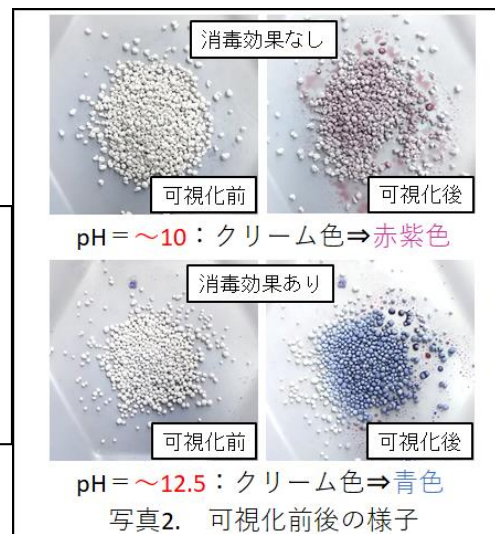 消毒効果なし
可視化前 可視化後
pH＝～10：クリーム色⇒赤紫色
消毒効果あり
可視化前 可視化後
pH＝～12.5：クリーム色⇒青色
写真2. 可視化前後の様子